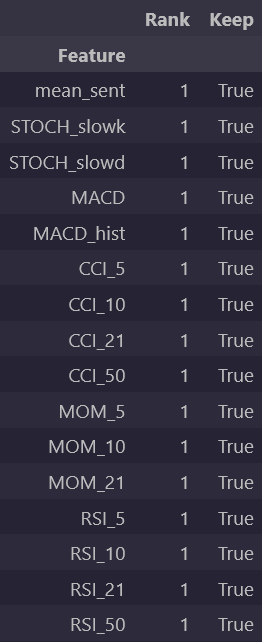 Rank Keep
Feature
mean_sent 1 True
STOCH_slowk 1 True
STOCH_slowd 1 True
MACD 1 True
MACD_hist 1 True
CCI_5 1 True
CCI_10 1 True
CCI_21 1 True
CCI_50 1 True
MOM_5 1 True
MOM_10 1 True
MOM_21 1 True
RSI_5 1 True
RSI_10 1 True
RSI_21 1 True
RSI_50 1 True